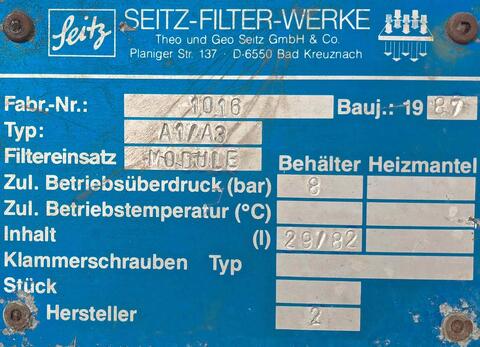 Seitz
SEITZ-FILTER-WERKE
Theo und Geo Seitz GmbH & Co.
Planiger Str. 137 · D-6550 Bad Kreuznach
Fabr.-Nr.: 1016 Bauj.: 19 87
Typ: A1/A3
Filtereinsatz MODULE Behälter Heizmantel
Zul. Betriebsüberdruck (bar) 8
Zul. Betriebstemperatur (°C)
Inhalt (l) 29/82
Klammerschrauben Typ
Stück
Hersteller 2